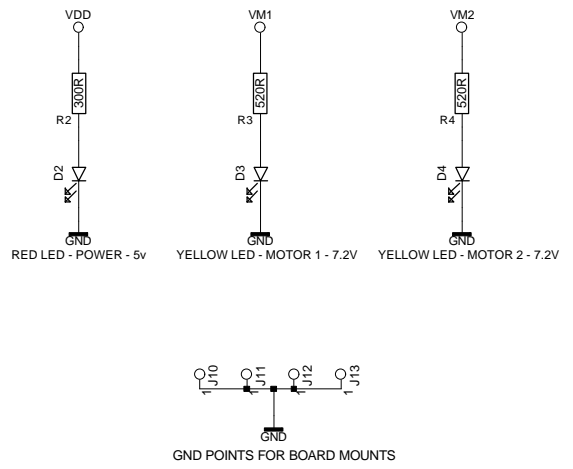 VDD
VM1
VM2
300R
520R
520R
R2
R3
R4
D2
D3
D4
GND
GND
GND
RED LED - POWER - 5v
YELLOW LED - MOTOR 1 - 7.2V
YELLOW LED - MOTOR 2 - 7.2V
J10
J11
J12
J13
1
1
1
1
GND
GND POINTS FOR BOARD MOUNTS